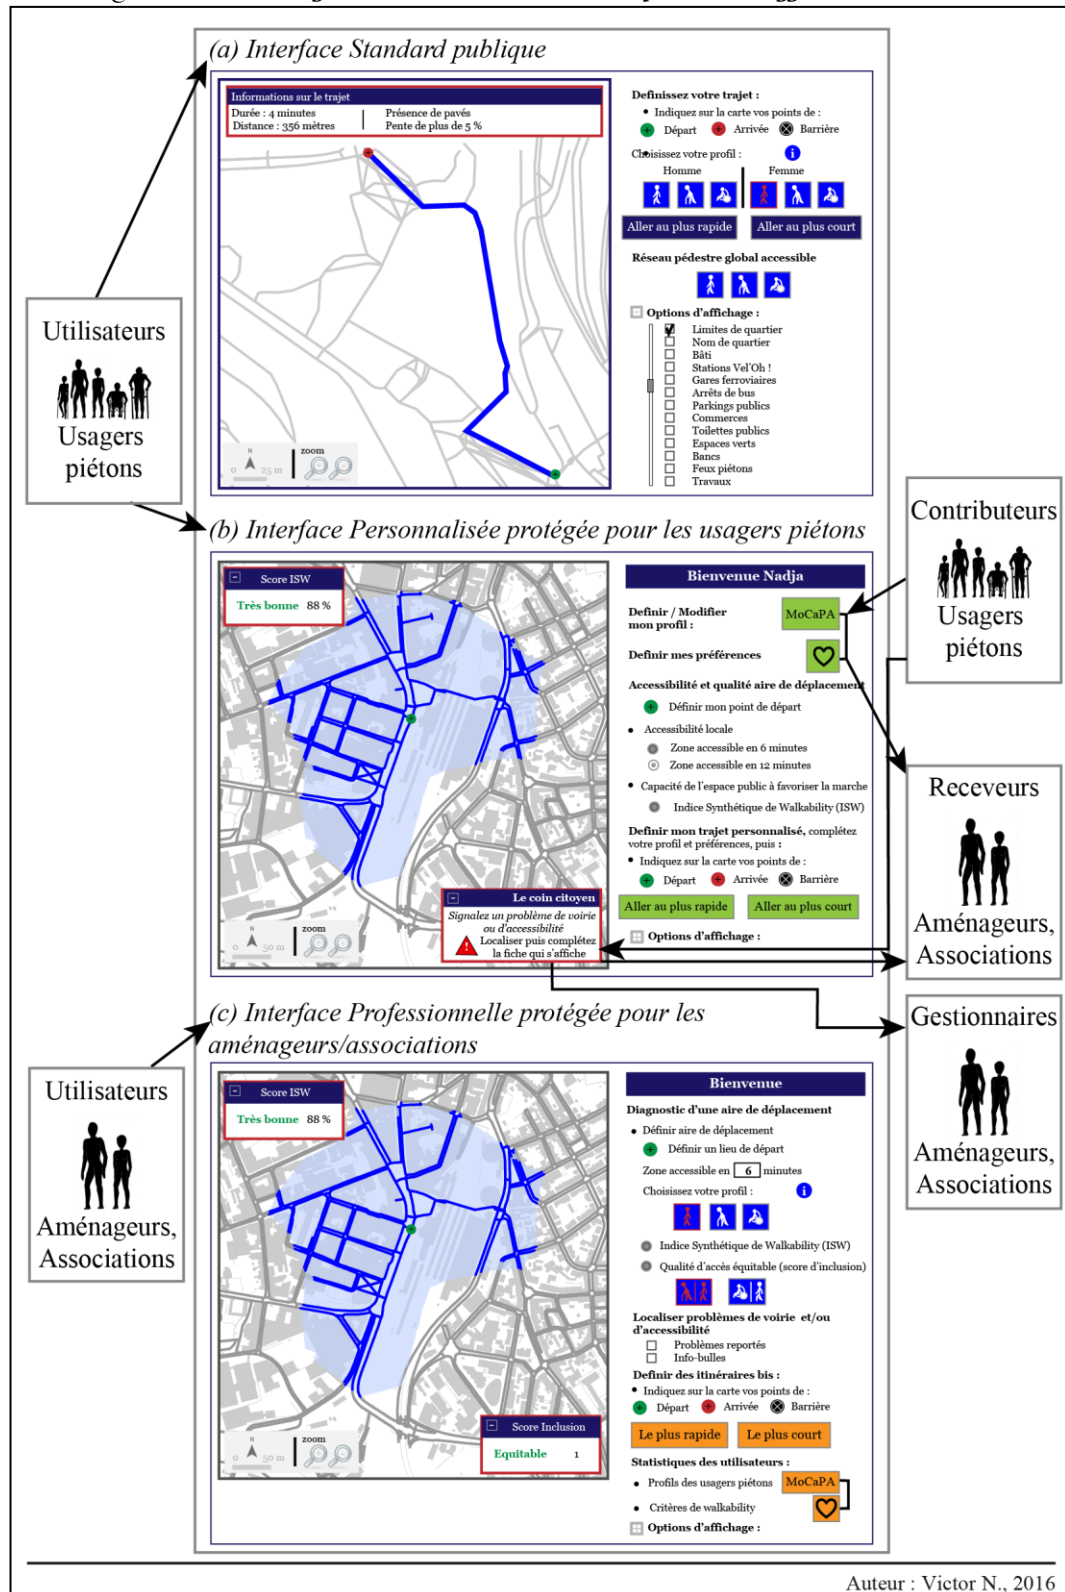 (a) Interface Standard publique
Informations sur le trajet
Durée : 4 minutes
Distance : 356 mètres
Présence de pavés
Pente de plus de 5 %
N
0 25 m
zoom
Definissez votre trajet :
• Indiquez sur la carte vos points de :
Départ Arrivée Barrière
Choisissez votre profil : i
Homme Femme
Aller au plus rapide Aller au plus court
Réseau pédestre global accessible
Options d'affichage :
Limites de quartier
Nom de quartier
Bâti
Stations Vel'Oh !
Gares ferroviaires
Arrêts de bus
Parkings publics
Commerces
Toilettes publics
Espaces verts
Bancs
Feux piétons
Travaux
Utilisateurs
Usagers
piétons
(b) Interface Personnalisée protégée pour les usagers piétons
Score ISW
Très bonne 88 %
N
0 50 m
zoom
Le coin citoyen
Signalez un problème de voirie
ou d'accessibilité
Localiser puis complétez
la fiche qui s'affiche
Bienvenue Nadja
Definir / Modifier
mon profil :
MoCaPA
Definir mes préférences
Accessibilité et qualité aire de déplacement
Définir mon point de départ
• Accessibilité locale
Zone accessible en 6 minutes
Zone accessible en 12 minutes
• Capacité de l'espace public à favoriser la marche
Indice Synthétique de Walkability (ISW)
Definir mon trajet personnalisé, complétez
votre profil et préférences, puis :
• Indiquez sur la carte vos points de :
Départ Arrivée Barrière
Aller au plus rapide Aller au plus court
Options d'affichage :
Contributeurs
Usagers
piétons
Receveurs
Aménageurs,
Associations
Gestionnaires
Aménageurs,
Associations
(c) Interface Professionnelle protégée pour les
aménageurs/associations
Utilisateurs
Aménageurs,
Associations
Score ISW
Très bonne 88 %
N
0 50 m
zoom
Score Inclusion
Equitable 1
Bienvenue
Diagnostic d'une aire de déplacement
• Définir aire de déplacement
Définir un lieu de départ
Zone accessible en 6 minutes
Choisissez votre profil : i
Indice Synthétique de Walkability (ISW)
Qualité d'accès équitable (score d'inclusion)
Localiser problèmes de voirie et/ou
d'accessibilité
Problèmes reportés
Info-bulles
Definir des itinéraires bis :
• Indiquez sur la carte vos points de :
Départ Arrivée Barrière
Le plus rapide Le plus court
Statistiques des utilisateurs :
• Profils des usagers piétons MoCaPA
• Critères de walkability
Options d'affichage :
Auteur : Victor N., 2016